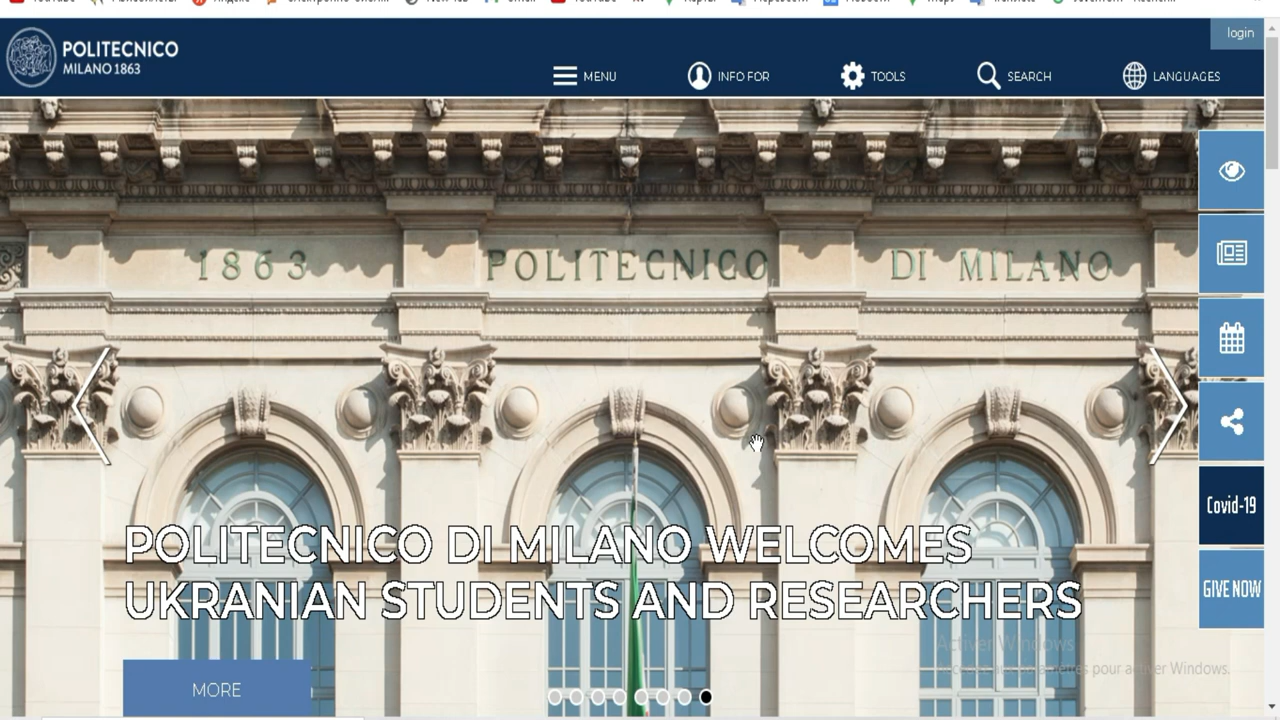 login
POLITECNICO
MILANO 1863
MENU
INFO FOR
TOOLS
SEARCH
LANGUAGES
1863 POLITECNICO DI MILANO
Covid-19
GIVE NOW
POLITECNICO DI MILANO WELCOMES
UKRANIAN STUDENTS AND RESEARCHERS
Activer Windows
pour activer Windows.
MORE